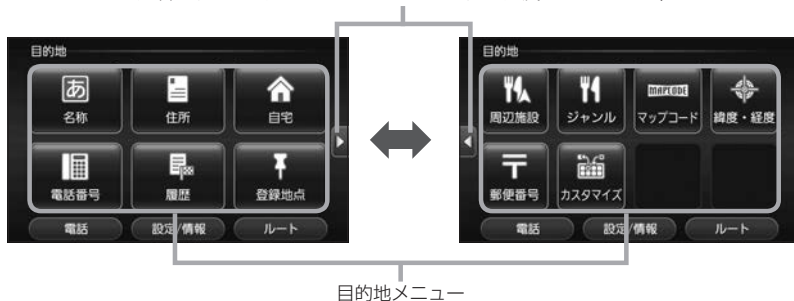 目的地
名称
住所
自宅
電話番号
履歴
登録地点
電話
設定/情報
ルート
目的地
周辺施設
ジャンル
MAPCODE
マップコード
緯度・経度
郵便番号
カスタマイズ
電話
設定/情報
ルート
目的地メニュー